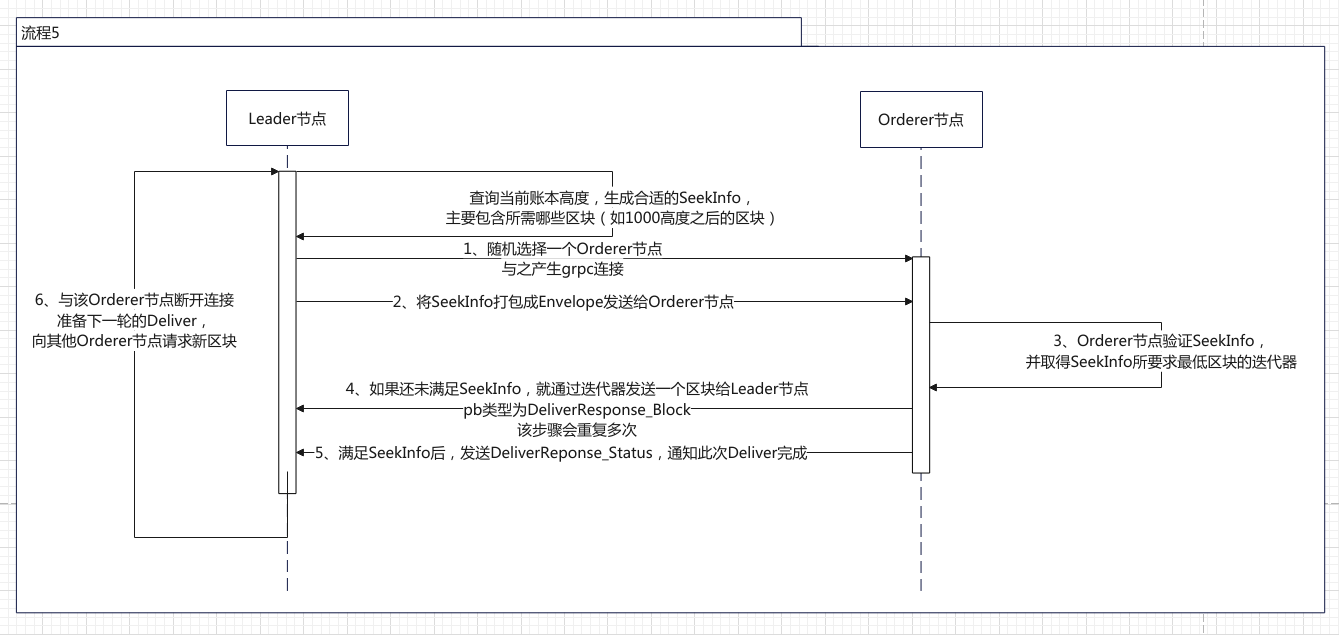 流程5
Leader节点
Orderer节点
查询当前账本高度，生成合适的SeekInfo，
主要包含所需哪些区块（如1000高度之后的区块）
1、随机选择一个Orderer节点
与之产生grpc连接
2、将SeekInfo打包成Envelope发送给Orderer节点
3、Orderer节点验证SeekInfo，
并取得SeekInfo所要求最低区块的迭代器
4、如果还未满足SeekInfo，就通过迭代器发送一个区块给Leader节点
pb类型为DeliverResponse_Block
该步骤会重复多次
5、满足SeekInfo后，发送DeliverReponse_Status，通知此次Deliver完成
6、与该Orderer节点断开连接
准备下一轮的Deliver，
向其他Orderer节点请求新区块